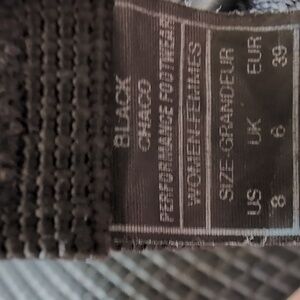 BLACK
CHACO
PERFORMANCE FOOTWEAR
WOMEN-FEMMES
SIZE-GRANDEUR
US UK EUR
8 6 39